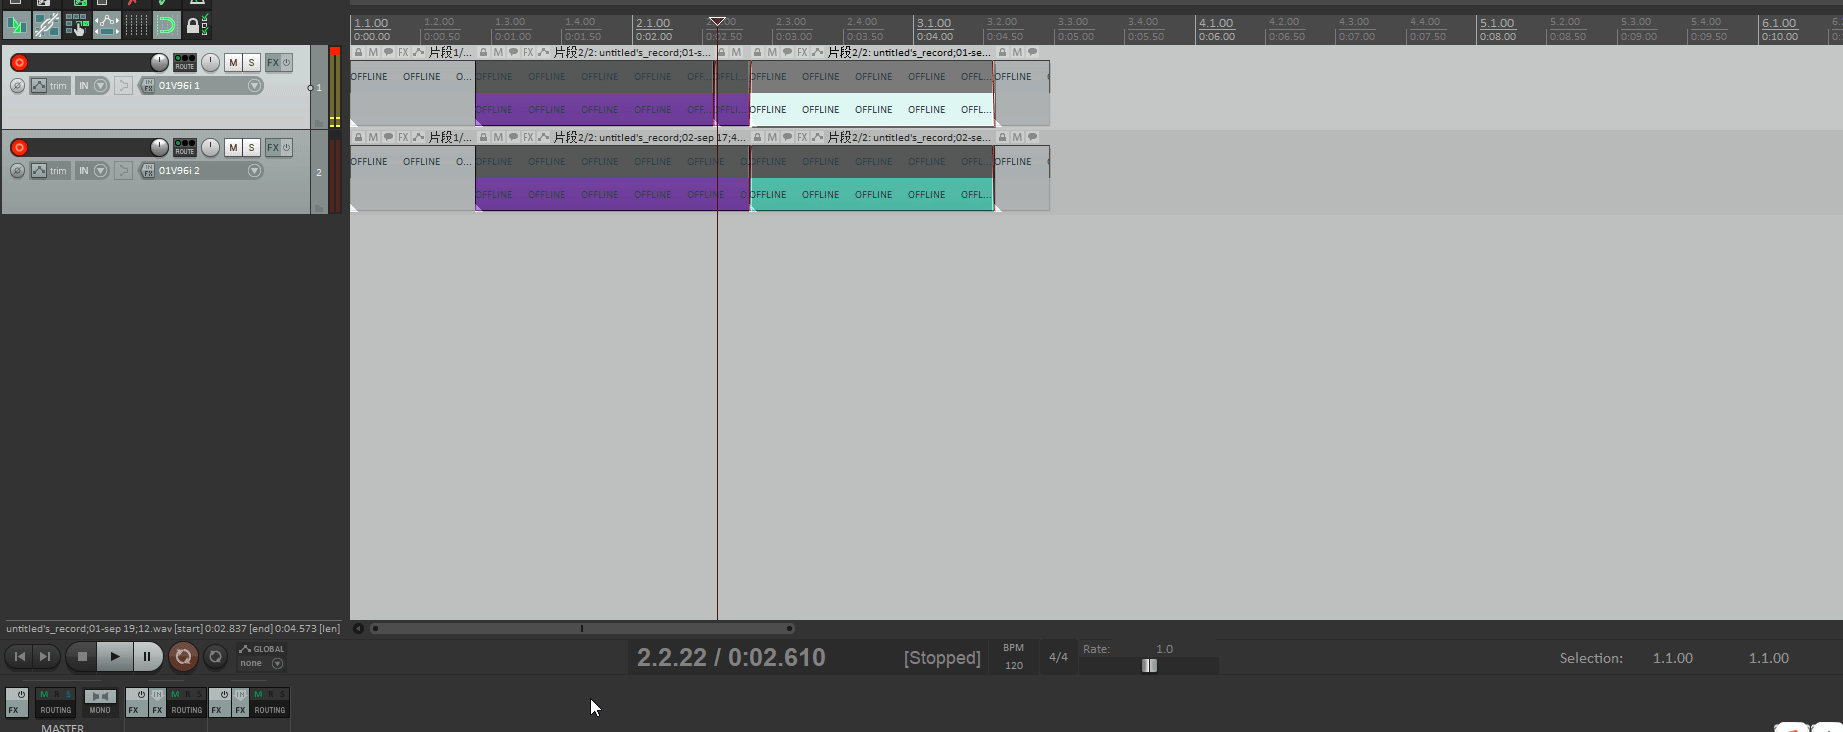 1.1.00 1.2.00 1.3.00 1.4.00 2.1.00 2.3.00 2.4.00 3.1.00 3.2.00 3.3.00 3.4.00 4.1.00 4.2.00 4.3.00 4.4.00 5.1.00 5.2.00 5.3.00 5.4.00 6.1.00
0:00.00 0:00.50 0:01.00 0:01.50 0:02.00 0:02.50 0:03.00 0:03.50 0:04.00 0:04.50 0:05.00 0:05.50 0:06.00 0:06.50 0:07.00 0:07.50 0:08.00 0:08.50 0:09.00 0:09.50 0:10.00
M FX 片段1/... M FX 片段2/2: untitled's_record;01-s... M M FX 片段2/2: untitled's_record;01-se... M
ROUTE M S FX
trim IN IN FX 01V96i 1
1
OFFLINE OFFLINE O... OFFLINE OFFLINE OFFLINE OFFLINE OFF... OFFLI... OFFLINE OFFLINE OFFLINE OFFLINE OFFL... OFFLINE
OFFLINE OFFLINE OFFLINE OFFLINE OFF... OFFLI... OFFLINE OFFLINE OFFLINE OFFLINE OFFL...
M FX 片段1/... M FX 片段2/2: untitled's_record;02-sep 17;4... M FX 片段2/2: untitled's_record;02-se... M
ROUTE M S FX
trim IN IN FX 01V96i 2
2
OFFLINE OFFLINE O... OFFLINE OFFLINE OFFLINE OFFLINE OFFLINE OFFLINE OFFLINE OFFLINE OFFLINE OFFL... OFFLINE
OFFLINE OFFLINE OFFLINE OFFLINE OFFLINE OFFLINE OFFLINE OFFLINE OFFLINE OFFL...
untitled's_record;01-sep 19;12.wav [start] 0:02.837 [end] 0:04.573 [len]
GLOBAL
none
2.2.22 / 0:02.610
[Stopped]
BPM
120
4/4
Rate: 1.0
Selection: 1.1.00 1.1.00
FX M R S ROUTING MONO FX IN FX M R S ROUTING FX IN FX M R S ROUTING
MASTER